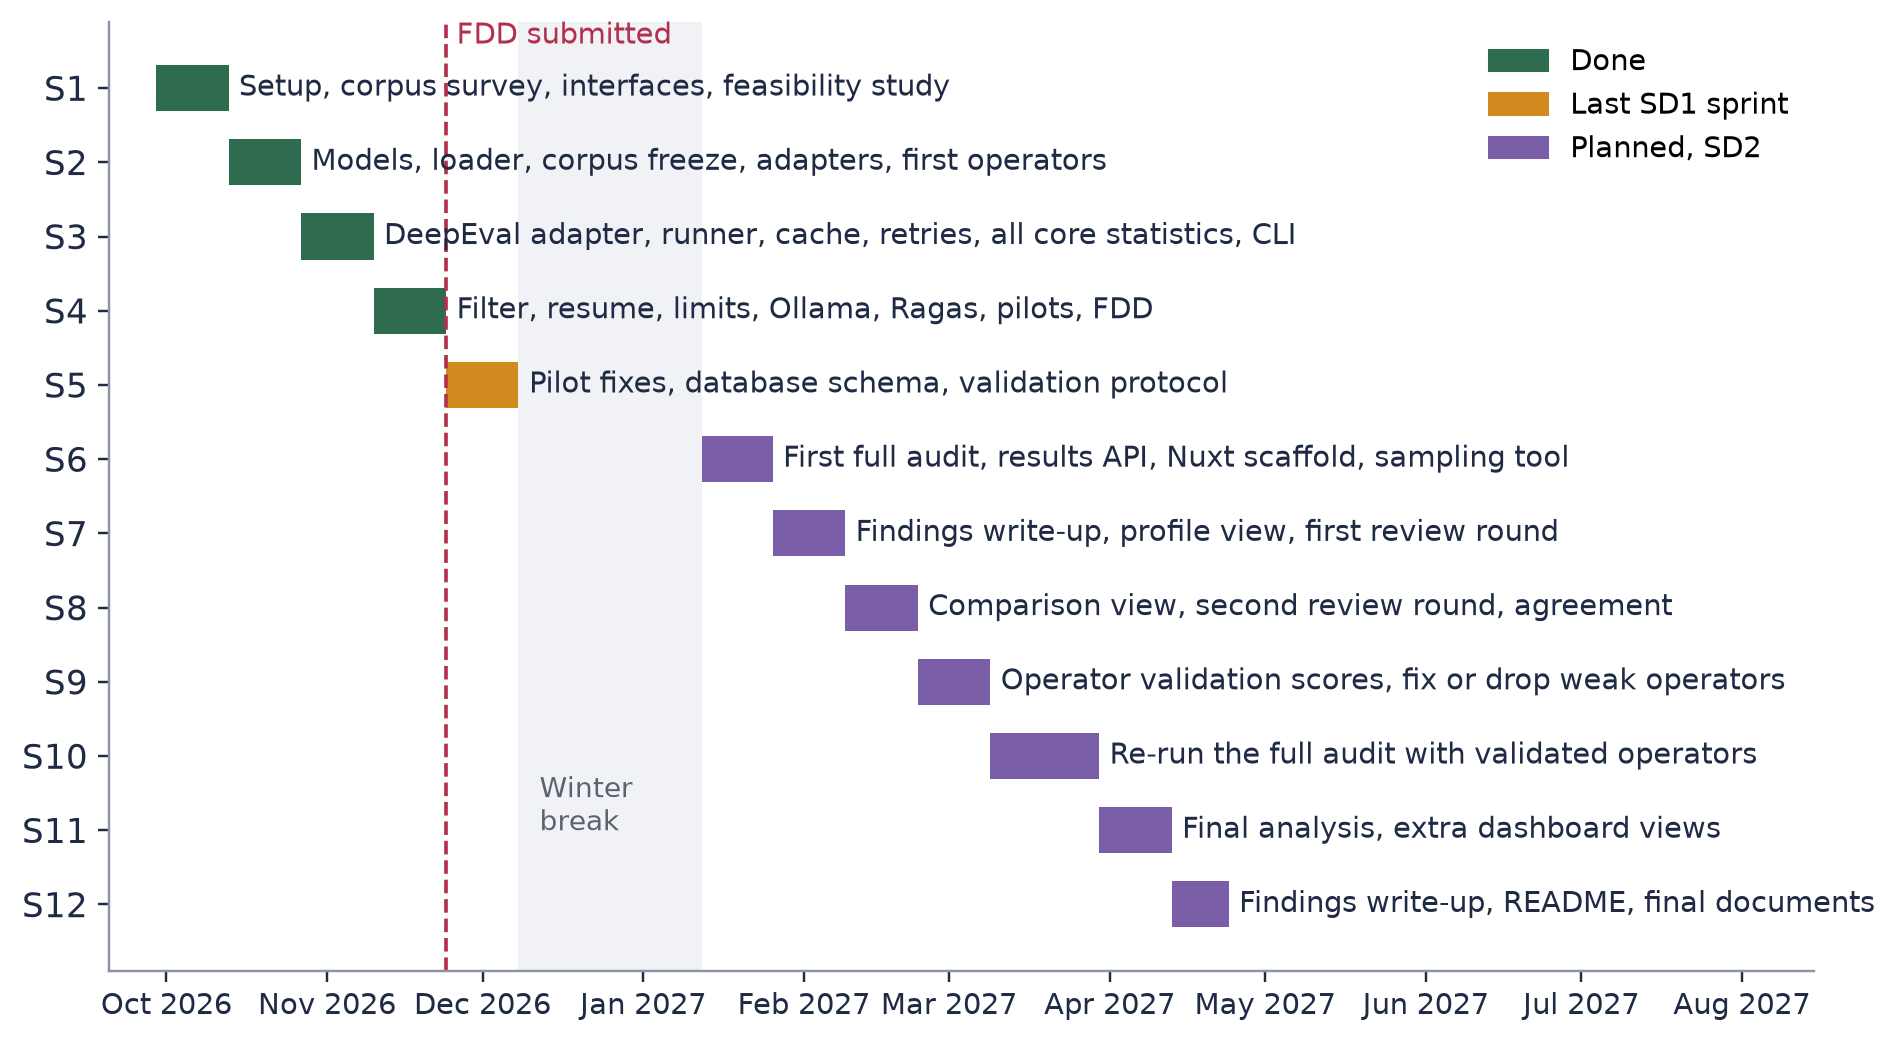 FDD submitted
Done
Last SD1 sprint
Planned, SD2
S1 Setup, corpus survey, interfaces, feasibility study
S2 Models, loader, corpus freeze, adapters, first operators
S3 DeepEval adapter, runner, cache, retries, all core statistics, CLI
S4 Filter, resume, limits, Ollama, Ragas, pilots, FDD
S5 Pilot fixes, database schema, validation protocol
S6 First full audit, results API, Nuxt scaffold, sampling tool
S7 Findings write-up, profile view, first review round
S8 Comparison view, second review round, agreement
S9 Operator validation scores, fix or drop weak operators
S10 Re-run the full audit with validated operators
Winter
break
S11 Final analysis, extra dashboard views
S12 Findings write-up, README, final documents
Oct 2026 Nov 2026 Dec 2026 Jan 2027 Feb 2027 Mar 2027 Apr 2027 May 2027 Jun 2027 Jul 2027 Aug 2027